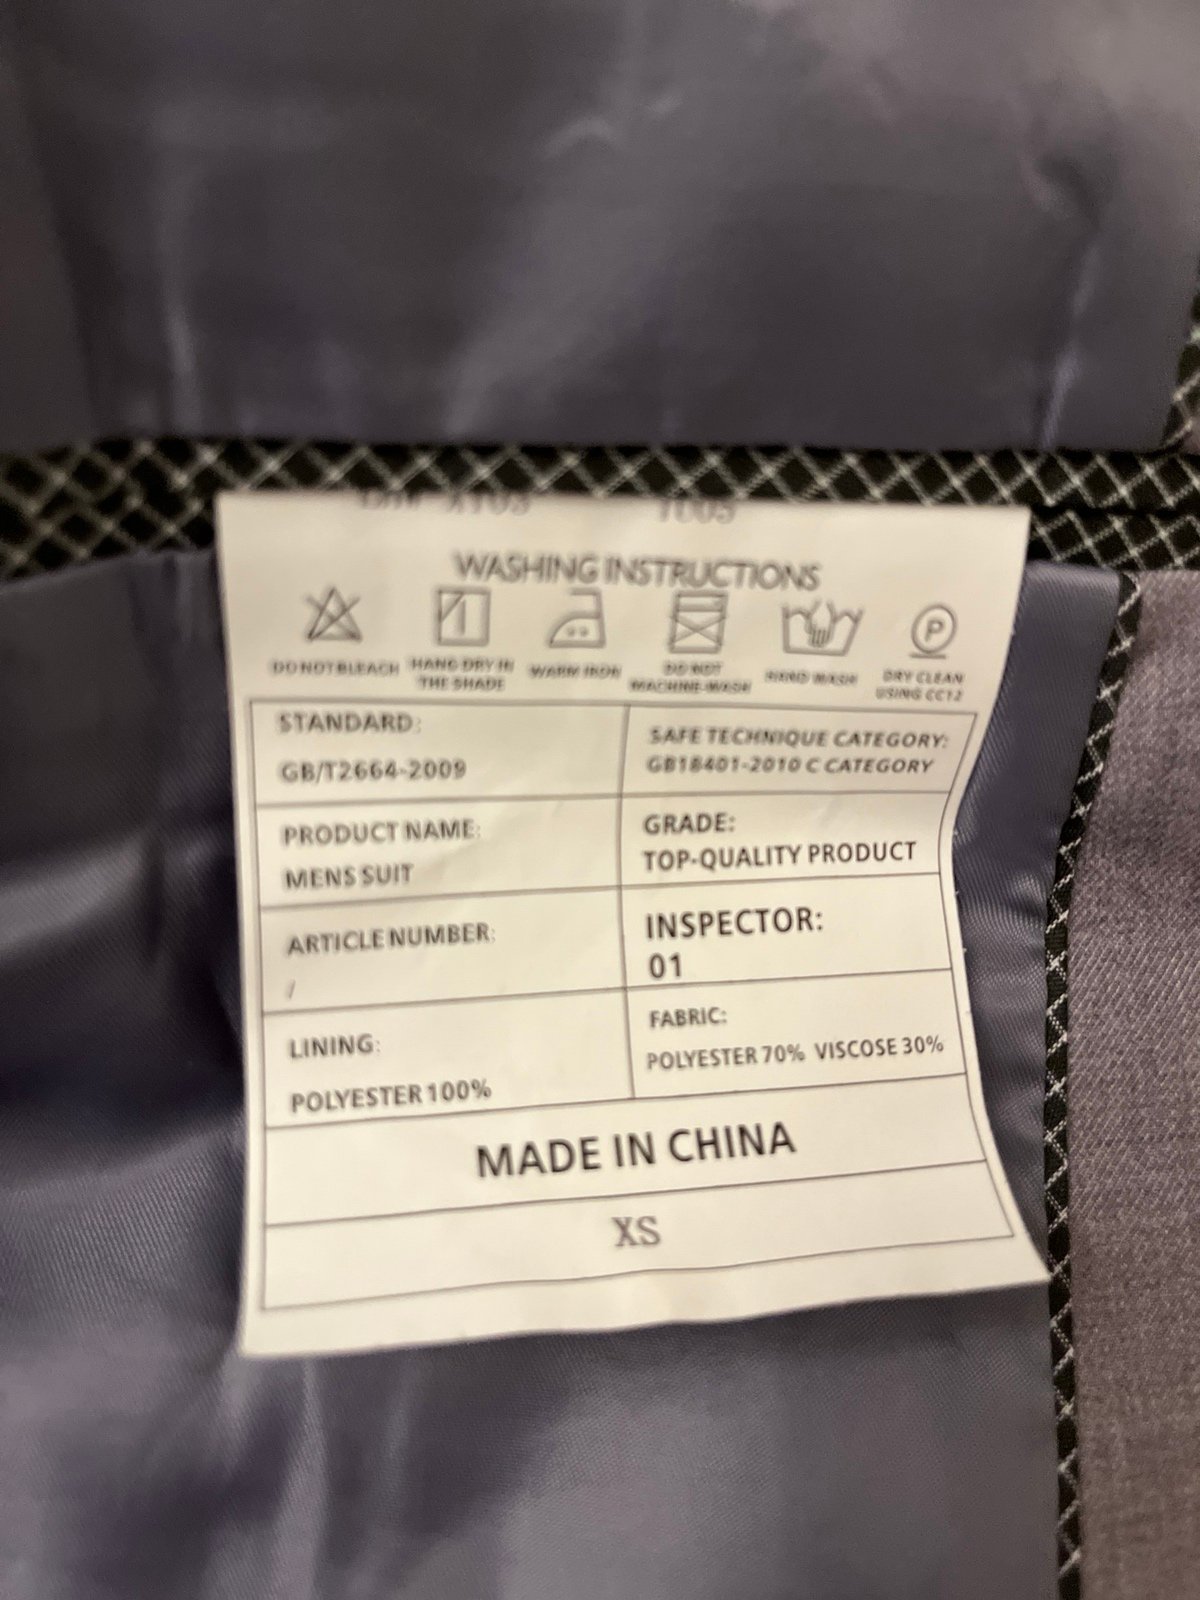 1005
WASHING INSTRUCTIONS
DO NOT BLEACH
HANG DRY IN
THE SHADE
WARM IRON
DO NOT
MACHINE WASH
HAND WASH
DRY CLEAN
USING CC12
P
STANDARD:
GB/T2664-2009
SAFE TECHNIQUE CATEGORY:
GB18401-2010 C CATEGORY
PRODUCT NAME:
MENS SUIT
GRADE:
TOP-QUALITY PRODUCT
ARTICLE NUMBER:
/
INSPECTOR:
01
LINING:
POLYESTER 100%
FABRIC:
POLYESTER 70% VISCOSE 30%
MADE IN CHINA
XS